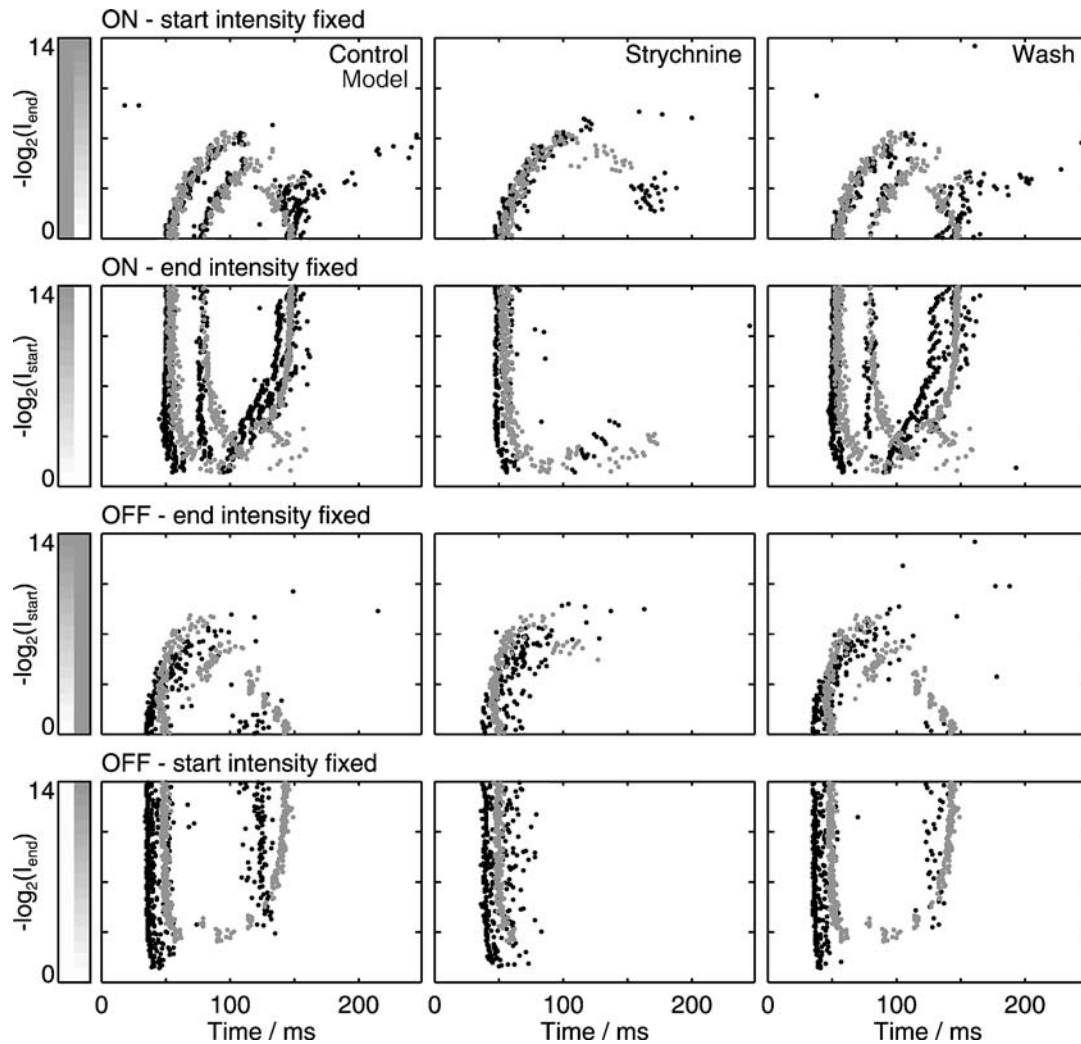 ON - start intensity fixed
14
-log2(Iend)
0
Control
Model
Strychnine
Wash
ON - end intensity fixed
14
-log2(Istart)
0
OFF - end intensity fixed
14
-log2(Istart)
0
OFF - start intensity fixed
14
-log2(Iend)
0
0 100 200
0 100 200
0 100 200
Time / ms
Time / ms
Time / ms